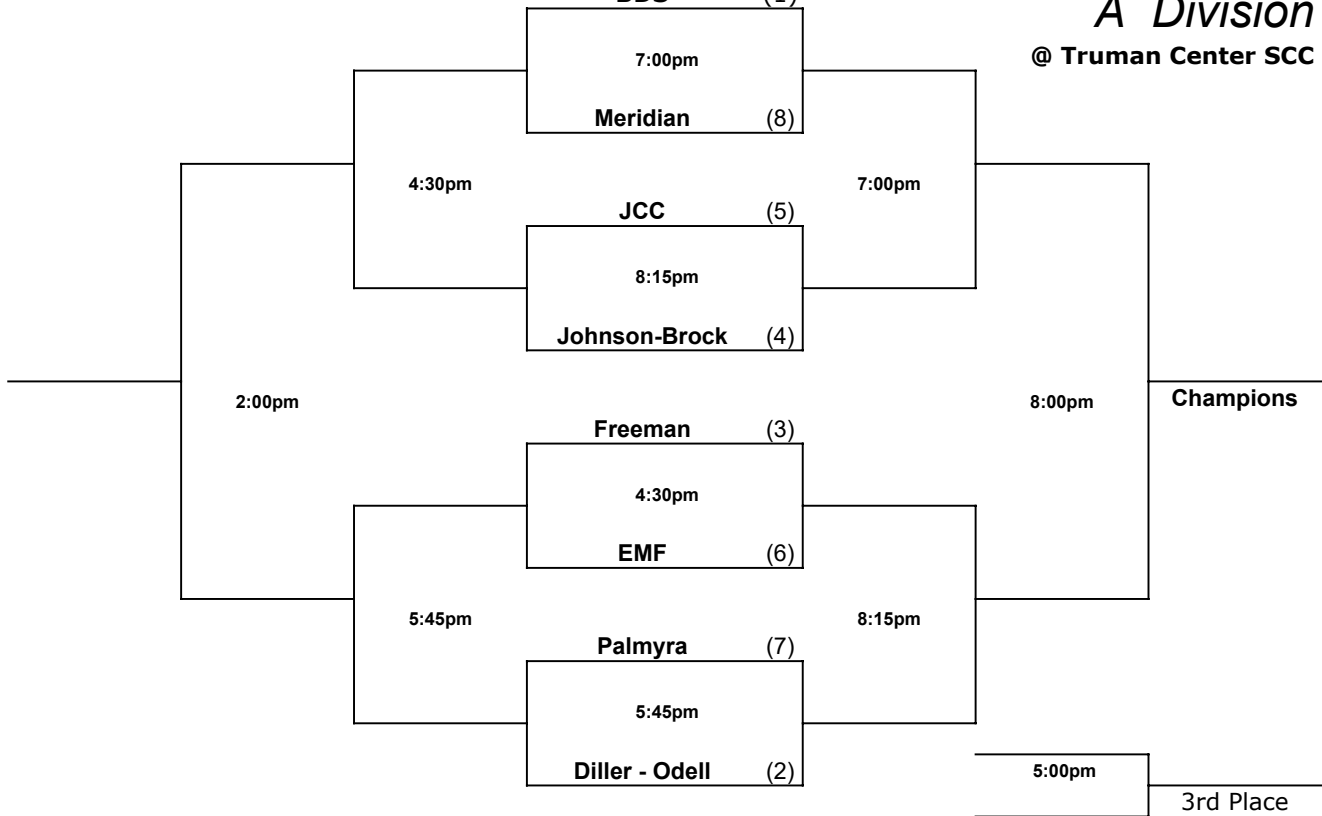 A Division
@ Truman Center SCC
7:00pm
Meridian (8)
4:30pm
7:00pm
JCC (5)
8:15pm
Johnson-Brock (4)
2:00pm
8:00pm
Champions
Freeman (3)
4:30pm
EMF (6)
5:45pm
8:15pm
Palmyra (7)
5:45pm
Diller - Odell (2)
5:00pm
3rd Place